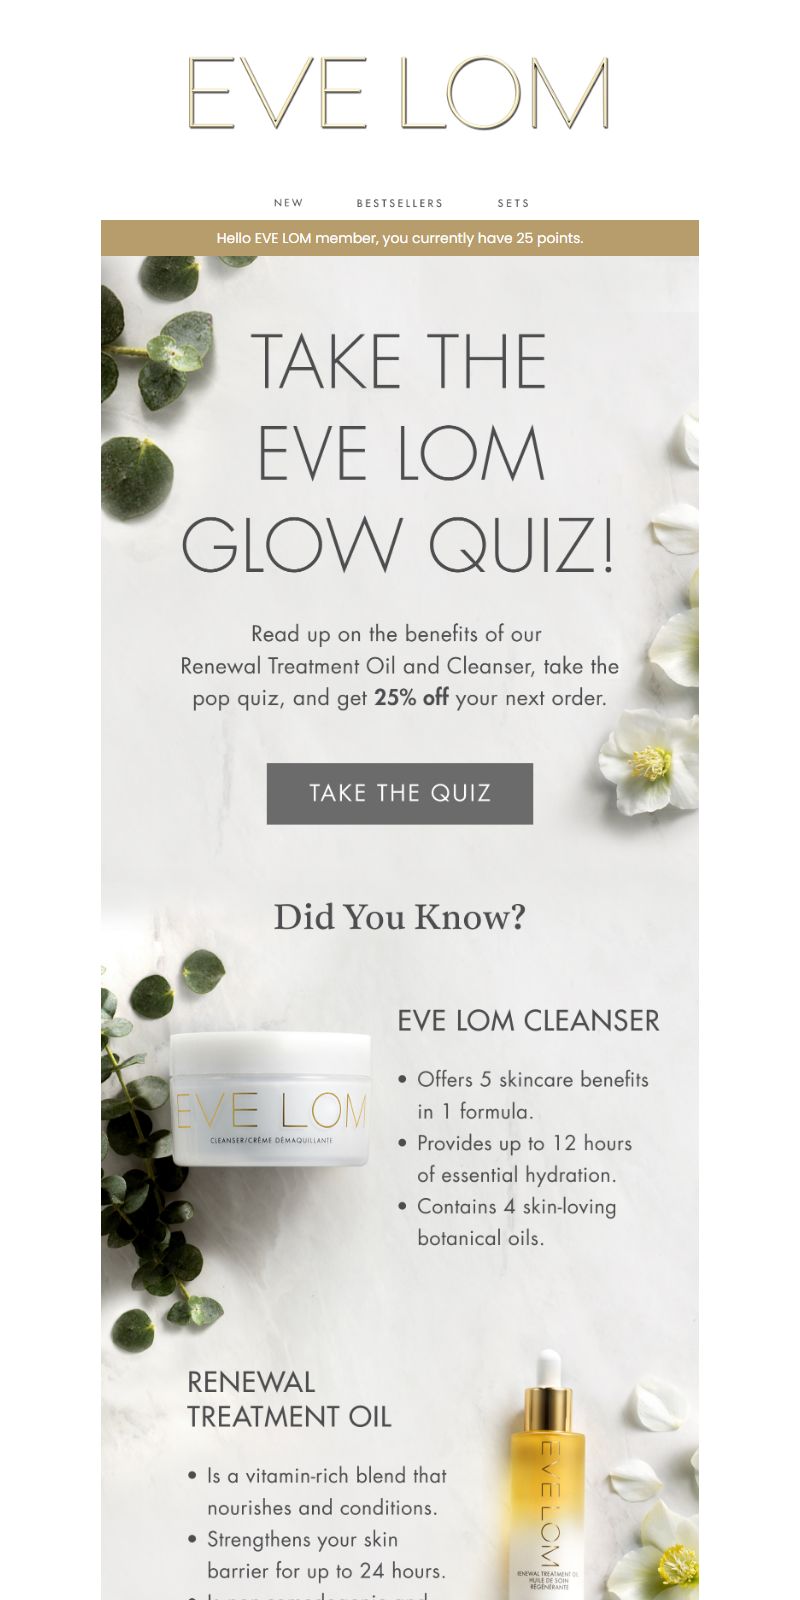 EVE LOM
NEW BESTSELLERS SETS
Hello EVE LOM member, you currently have 25 points.
TAKE THE
EVE LOM
GLOW QUIZ!
Read up on the benefits of our
Renewal Treatment Oil and Cleanser, take the
pop quiz, and get 25% off your next order.
TAKE THE QUIZ
Did You Know?
EVE LOM CLEANSER
• Offers 5 skincare benefits
in 1 formula.
• Provides up to 12 hours
of essential hydration.
• Contains 4 skin-loving
botanical oils.
EVE LOM
CLEANSER/CRÈME DÉMAQUILLANTE
RENEWAL
TREATMENT OIL
• Is a vitamin-rich blend that
nourishes and conditions.
• Strengthens your skin
barrier for up to 24 hours.
EVE LOM
RENEWAL TREATMENT OIL
HUILE DE SOIN
RÉGÉNÉRANTE